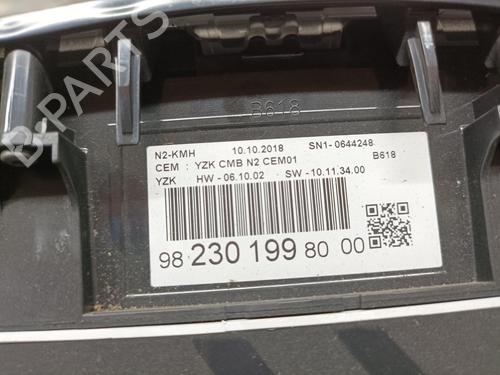 B-PARTS
B618
N2-KMH 10.10.2018 SN1-0644248
CEM : YZK CMB N2 CEM01 B618
YZK HW - 06.10.02 SW - 10.11.34.00
98 230 199 80 00